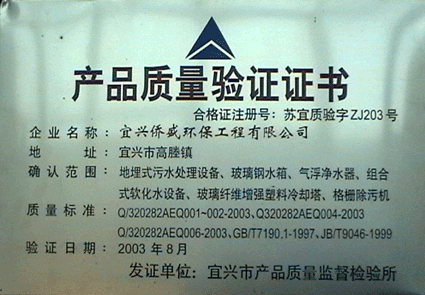 产品质量验证证书
合格证注册号：苏宜质验字ZJ203号
企业名称：宜兴侨盛环保工程有限公司
地址：宜兴市高塍镇
确认范围：地埋式污水处理设备、玻璃钢水箱、气浮净水器、组合
式软化水设备、玻璃纤维增强塑料冷却塔、格栅除污机
质量标准：Q/320282AEQ001~002-2003、Q320282AEQ004-2003
Q/320282AEQ006-2003、GB/T7190.1-1997、JB/T9046-1999
验证日期：2003年8月
发证单位：宜兴市产品质量监督检验所